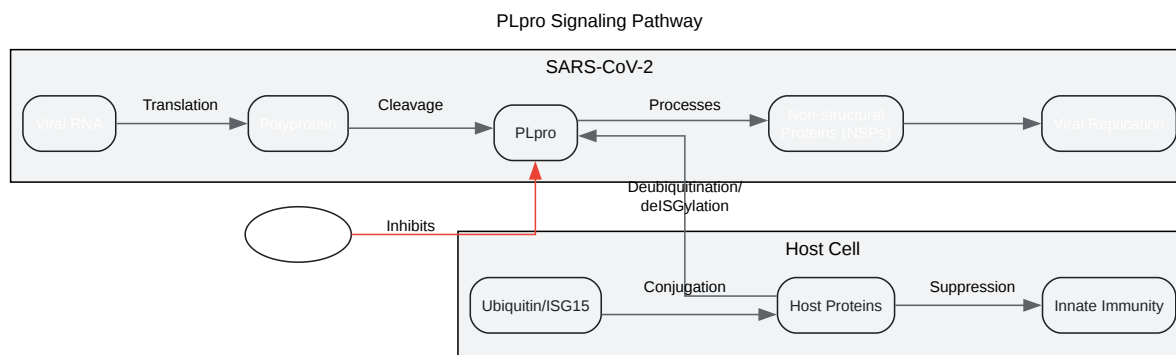 PLpro Signaling Pathway
SARS-CoV-2
Viral RNA
Translation
Polyprotein
Cleavage
PLpro
Processes
Non-structural
Proteins (NSPs)
Viral Replication
Deubiquitination/
deISGylation
Inhibits
Host Cell
Ubiquitin/ISG15
Conjugation
Host Proteins
Suppression
Innate Immunity